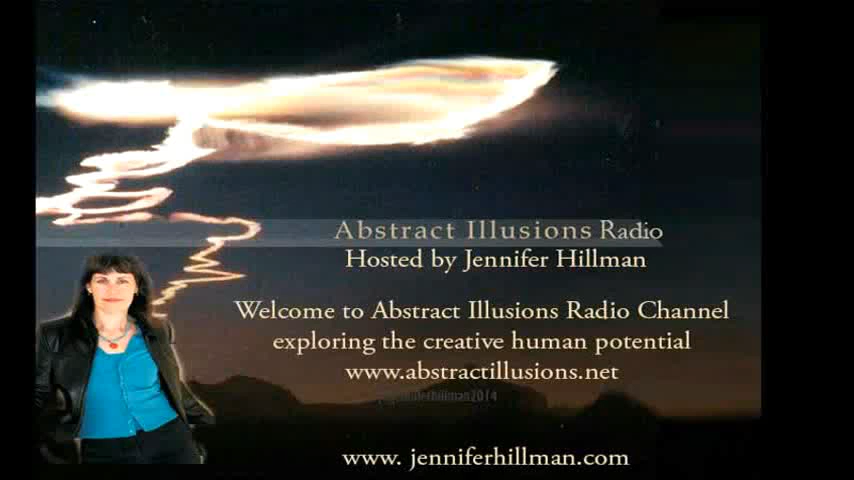 Abstract Illusions Radio
Hosted by Jennifer Hillman
Welcome to Abstract Illusions Radio Channel
exploring the creative human potential
www.abstractillusions.net
www. jenniferhillman.com